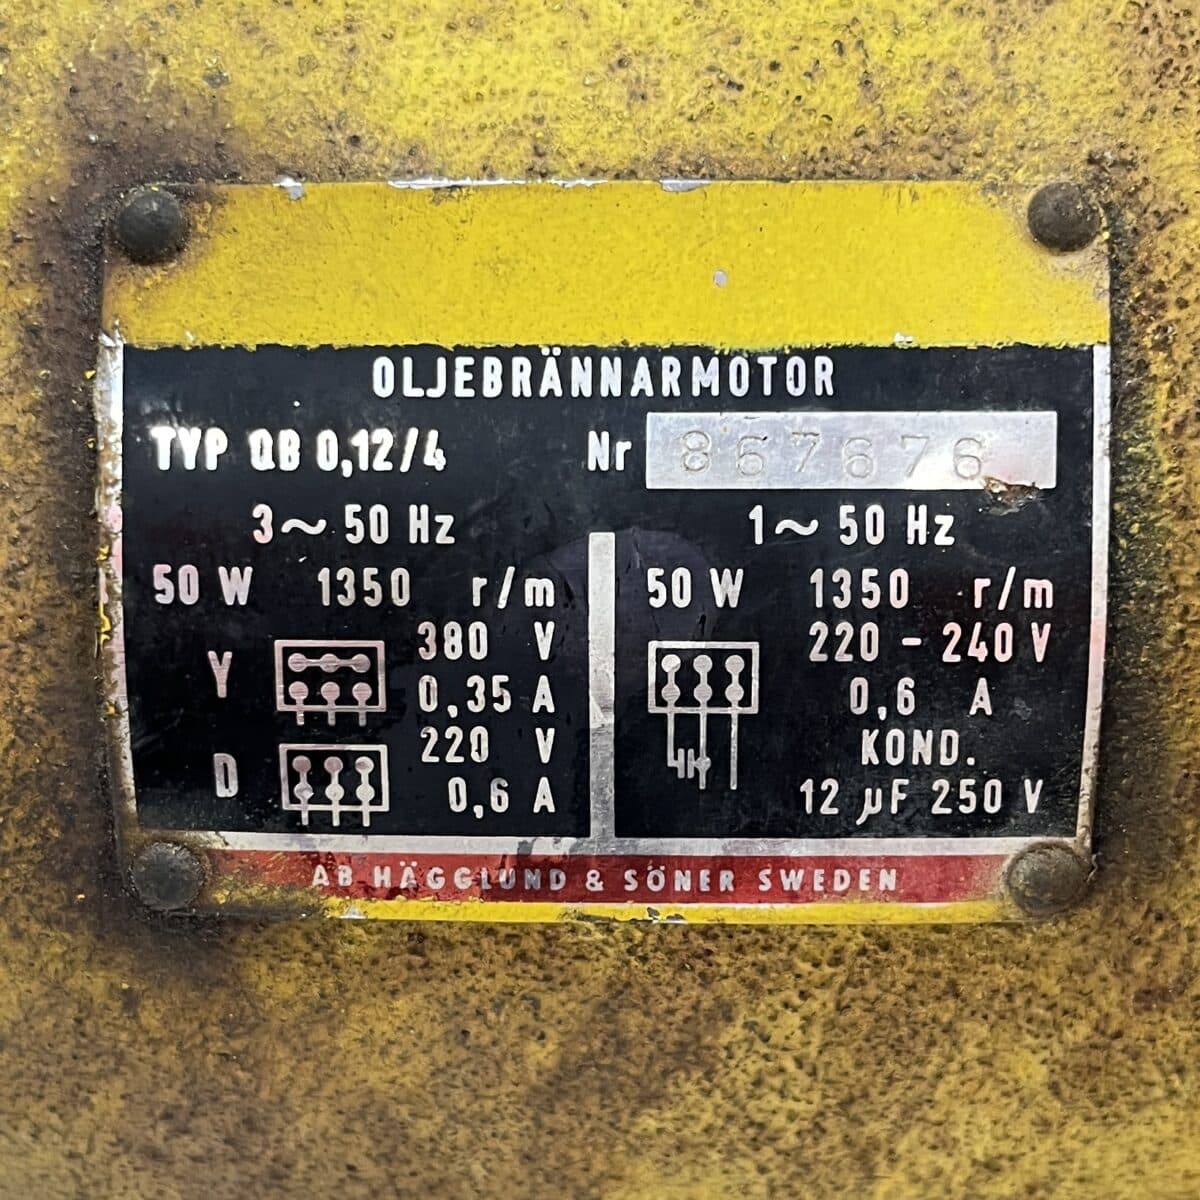 OLJEBRÄNNARMOTOR
TYP QB 0,12/4 Nr 867676
3~ 50 Hz
50 W 1350 r/m
Y 380 V
0,35 A
D 220 V
0,6 A
1~ 50 Hz
50 W 1350 r/m
220 - 240 V
0,6 A
KOND.
12 µF 250 V
AB HÄGGLUND & SÖNER SWEDEN